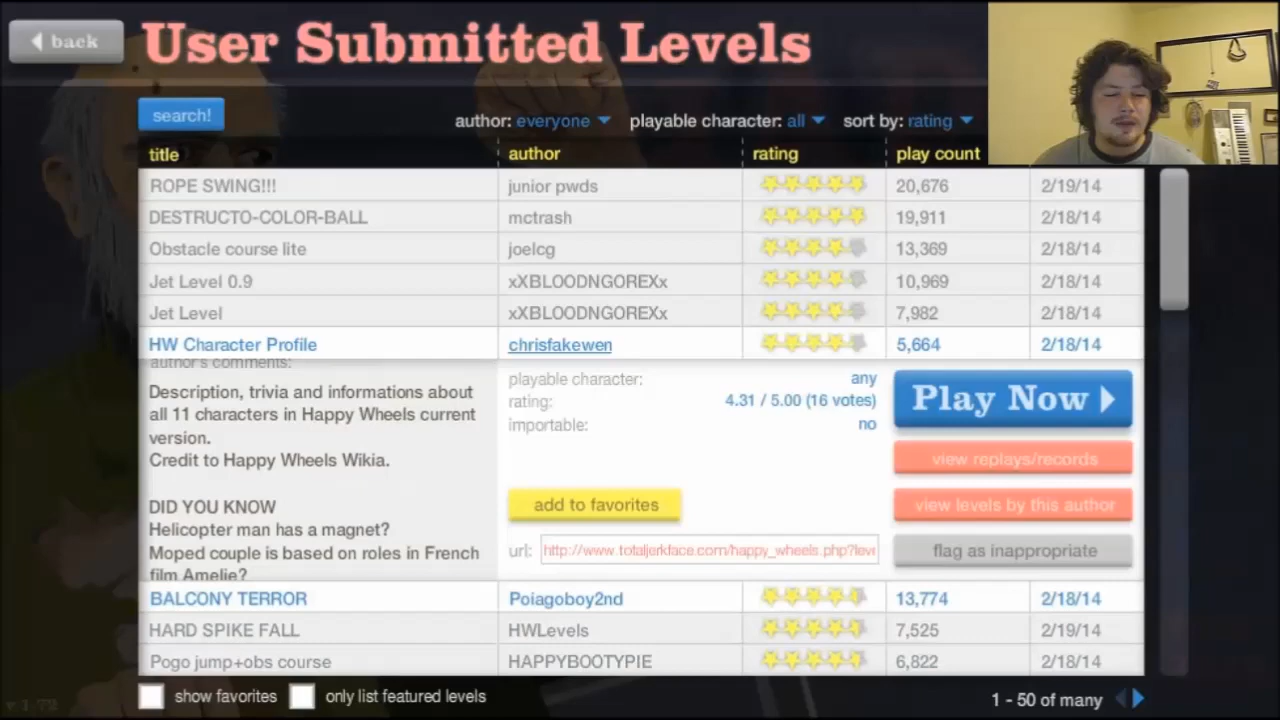 back
User Submitted Levels
search!
author: everyone playable character: all sort by: rating
title author rating play count
ROPE SWING!!! junior pwds 20,676 2/19/14
DESTRUCTO-COLOR-BALL mctrash 19,911 2/18/14
Obstacle course lite joelcg 13,369 2/18/14
Jet Level 0.9 xXBLOODNGOREXx 10,969 2/18/14
Jet Level xXBLOODNGOREXx 7,982 2/18/14
HW Character Profile chrisfakewen 5,664 2/18/14
author's comments:
Description, trivia and informations about
all 11 characters in Happy Wheels current
version.
Credit to Happy Wheels Wikia.
DID YOU KNOW
Helicopter man has a magnet?
Moped couple is based on roles in French
film Amelie?
playable character: any
rating: 4.31 / 5.00 (16 votes)
importable: no
add to favorites
url: http://www.totaljerkface.com/happy_wheels.php?leve
Play Now
view replays/records
view levels by this author
flag as inappropriate
BALCONY TERROR Poiagoboy2nd 13,774 2/18/14
HARD SPIKE FALL HWLevels 7,525 2/19/14
Pogo jump+obs course HAPPYBOOTYPIE 6,822 2/18/14
show favorites only list featured levels 1 - 50 of many